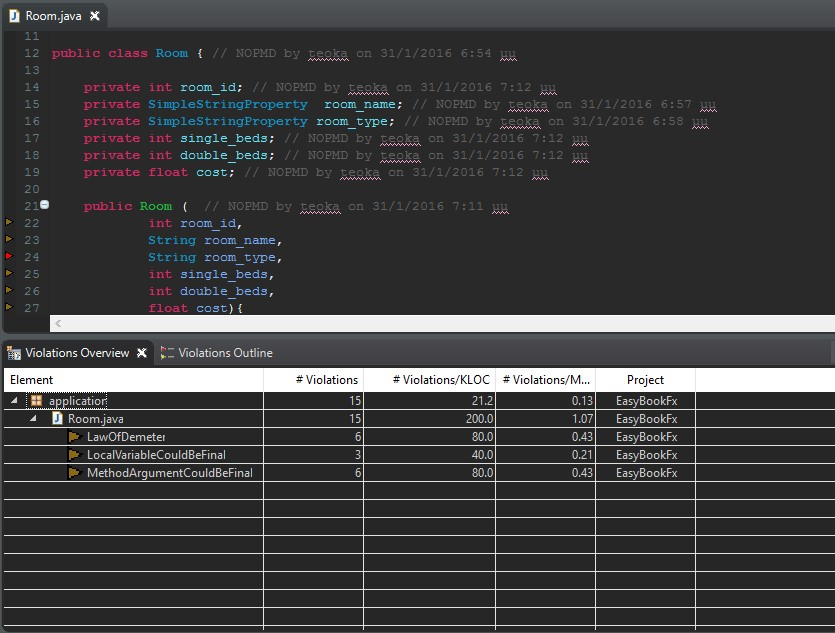 Room.java
11
12 public class Room { // NOPMD by teoka on 31/1/2016 6:54 μμ
13
14 private int room_id; // NOPMD by teoka on 31/1/2016 7:12 μμ
15 private SimpleStringProperty room_name; // NOPMD by teoka on 31/1/2016 6:57 μμ
16 private SimpleStringProperty room_type; // NOPMD by teoka on 31/1/2016 6:58 μμ
17 private int single_beds; // NOPMD by teoka on 31/1/2016 7:12 μμ
18 private int double_beds; // NOPMD by teoka on 31/1/2016 7:12 μμ
19 private float cost; // NOPMD by teoka on 31/1/2016 7:12 μμ
20
21 public Room ( // NOPMD by teoka on 31/1/2016 7:11 μμ
22 int room_id,
23 String room_name,
24 String room_type,
25 int single_beds,
26 int double_beds,
27 float cost){
Violations Overview Violations Outline
Element # Violations # Violations/KLOC # Violations/M... Project
application 15 21.2 0.13 EasyBookFx
Room.java 15 200.0 1.07 EasyBookFx
LawOfDemeter 6 80.0 0.43 EasyBookFx
LocalVariableCouldBeFinal 3 40.0 0.21 EasyBookFx
MethodArgumentCouldBeFinal 6 80.0 0.43 EasyBookFx